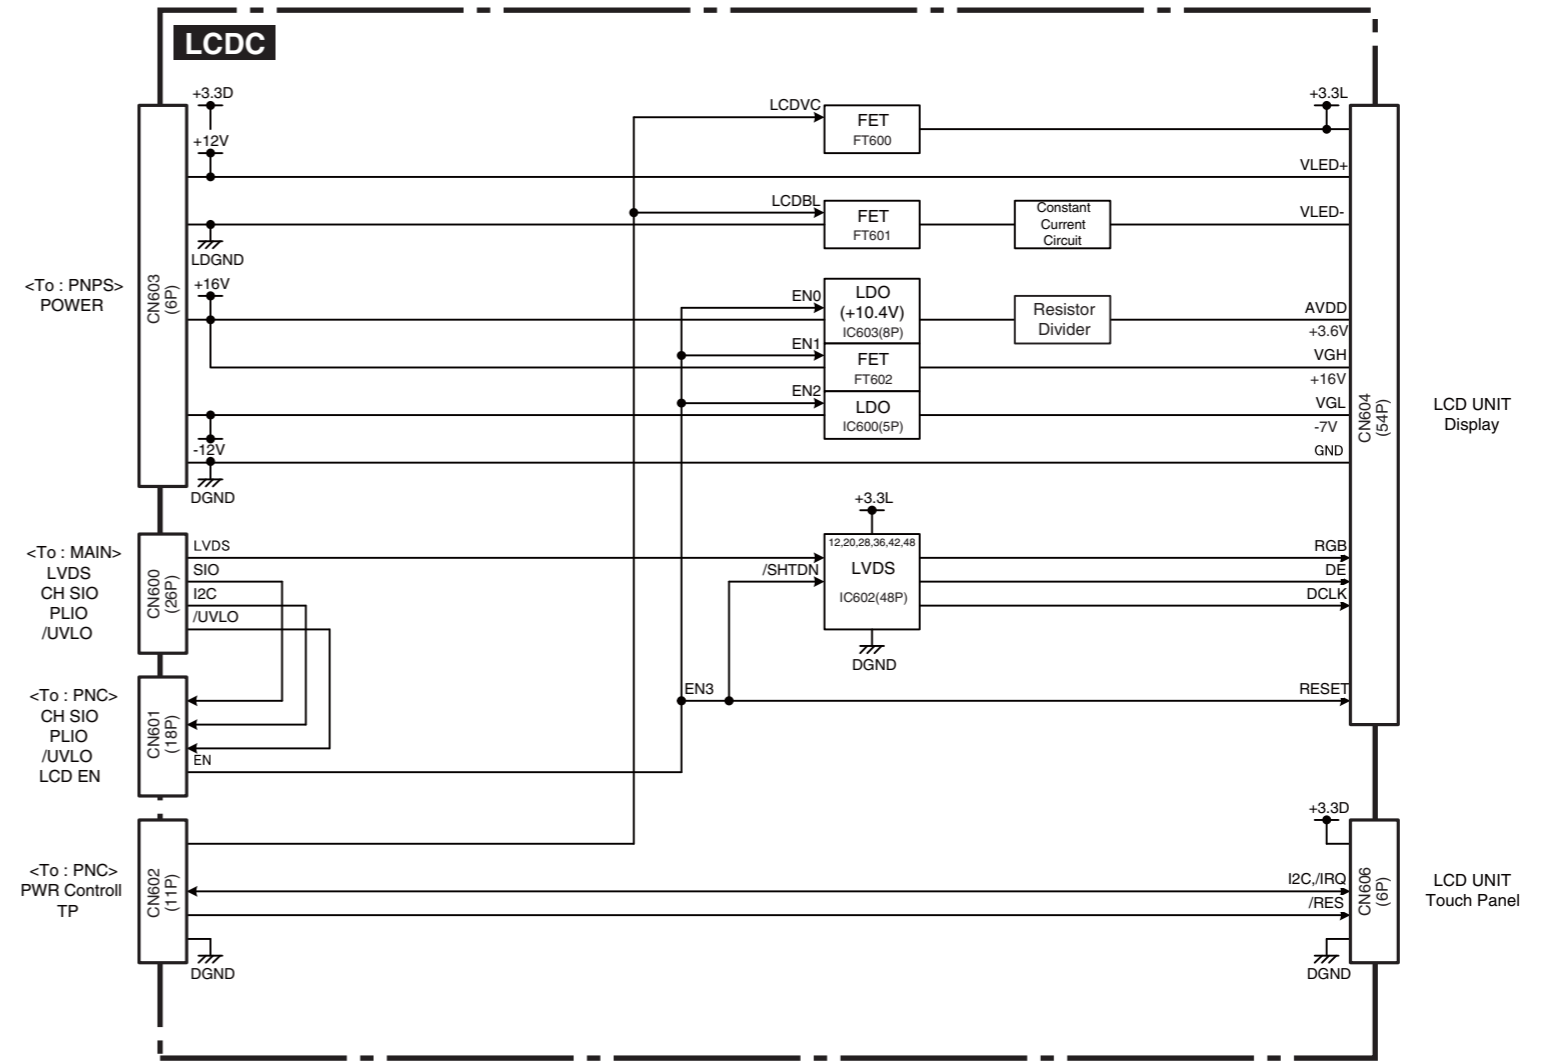 LCDC
+3.3D
+12V
LDGND
+16V
-12V
DGND
<To : PNPS>
POWER
CN603
(6P)
LCDVC
FET
FT600
+3.3L
VLED+
LCDBL
FET
FT601
Constant
Current
Circuit
VLED-
EN0
LDO
(+10.4V)
IC603(8P)
Resistor
Divider
AVDD
+3.6V
EN1
FET
FT602
VGH
+16V
EN2
LDO
IC600(5P)
VGL
-7V
GND
CN604
(54P)
LCD UNIT
Display
<To : MAIN>
LVDS
CH SIO
PLIO
/UVLO
CN600
(26P)
LVDS
SIO
I2C
/UVLO
+3.3L
12,20,28,36,42,48
/SHTDN
LVDS
IC602(48P)
DGND
RGB
DE
DCLK
<To : PNC>
CH SIO
PLIO
/UVLO
LCD EN
CN601
(18P)
EN
EN3
RESET
<To : PNC>
PWR Controll
TP
CN602
(11P)
DGND
+3.3D
I2C,/IRQ
/RES
DGND
CN606
(6P)
LCD UNIT
Touch Panel